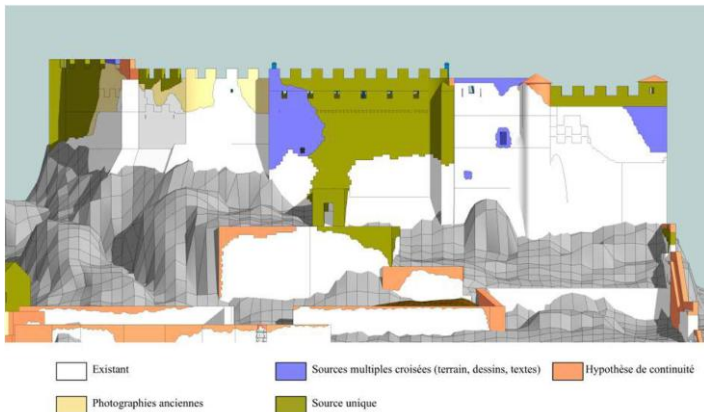 Existant
Sources multiples croisées (terrain, dessins, textes)
Hypothèse de continuité
Photographies anciennes
Source unique